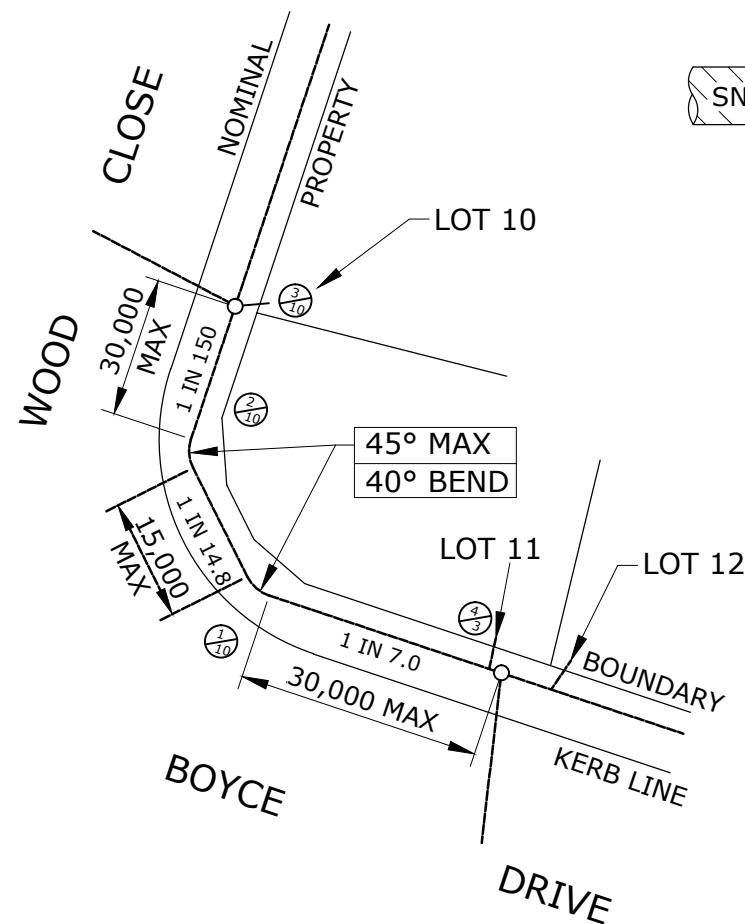 CLOSE
NOMINAL
PROPERTY
SN
LOT 10
3
10
WOOD
30,000
MAX
1 IN 150
2
10
45° MAX
40° BEND
15,000
MAX
1 IN 14.8
LOT 11
LOT 12
4
3
1
10
1 IN 7.0
BOUNDARY
30,000 MAX
KERB LINE
BOYCE
DRIVE